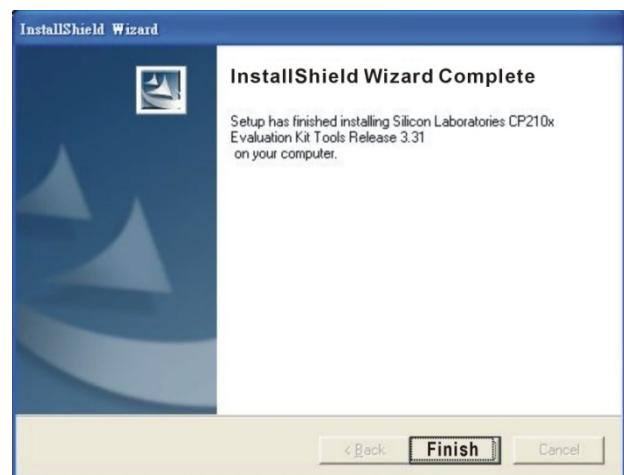 InstallShield Wizard
InstallShield Wizard Complete
Setup has finished installing Silicon Laboratories CP210x
Evaluation Kit Tools Release 3.31
on your computer.
< Back
Finish
Cancel